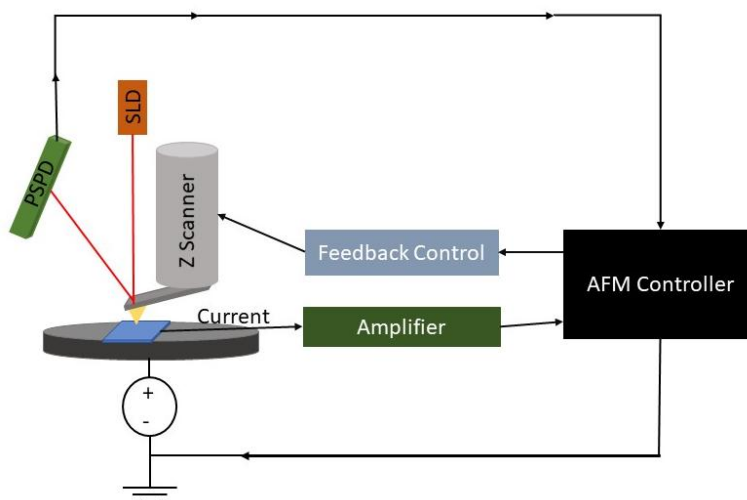 SLD
PSPD
Z Scanner
Feedback Control
AFM Controller
Current
Amplifier
+
-